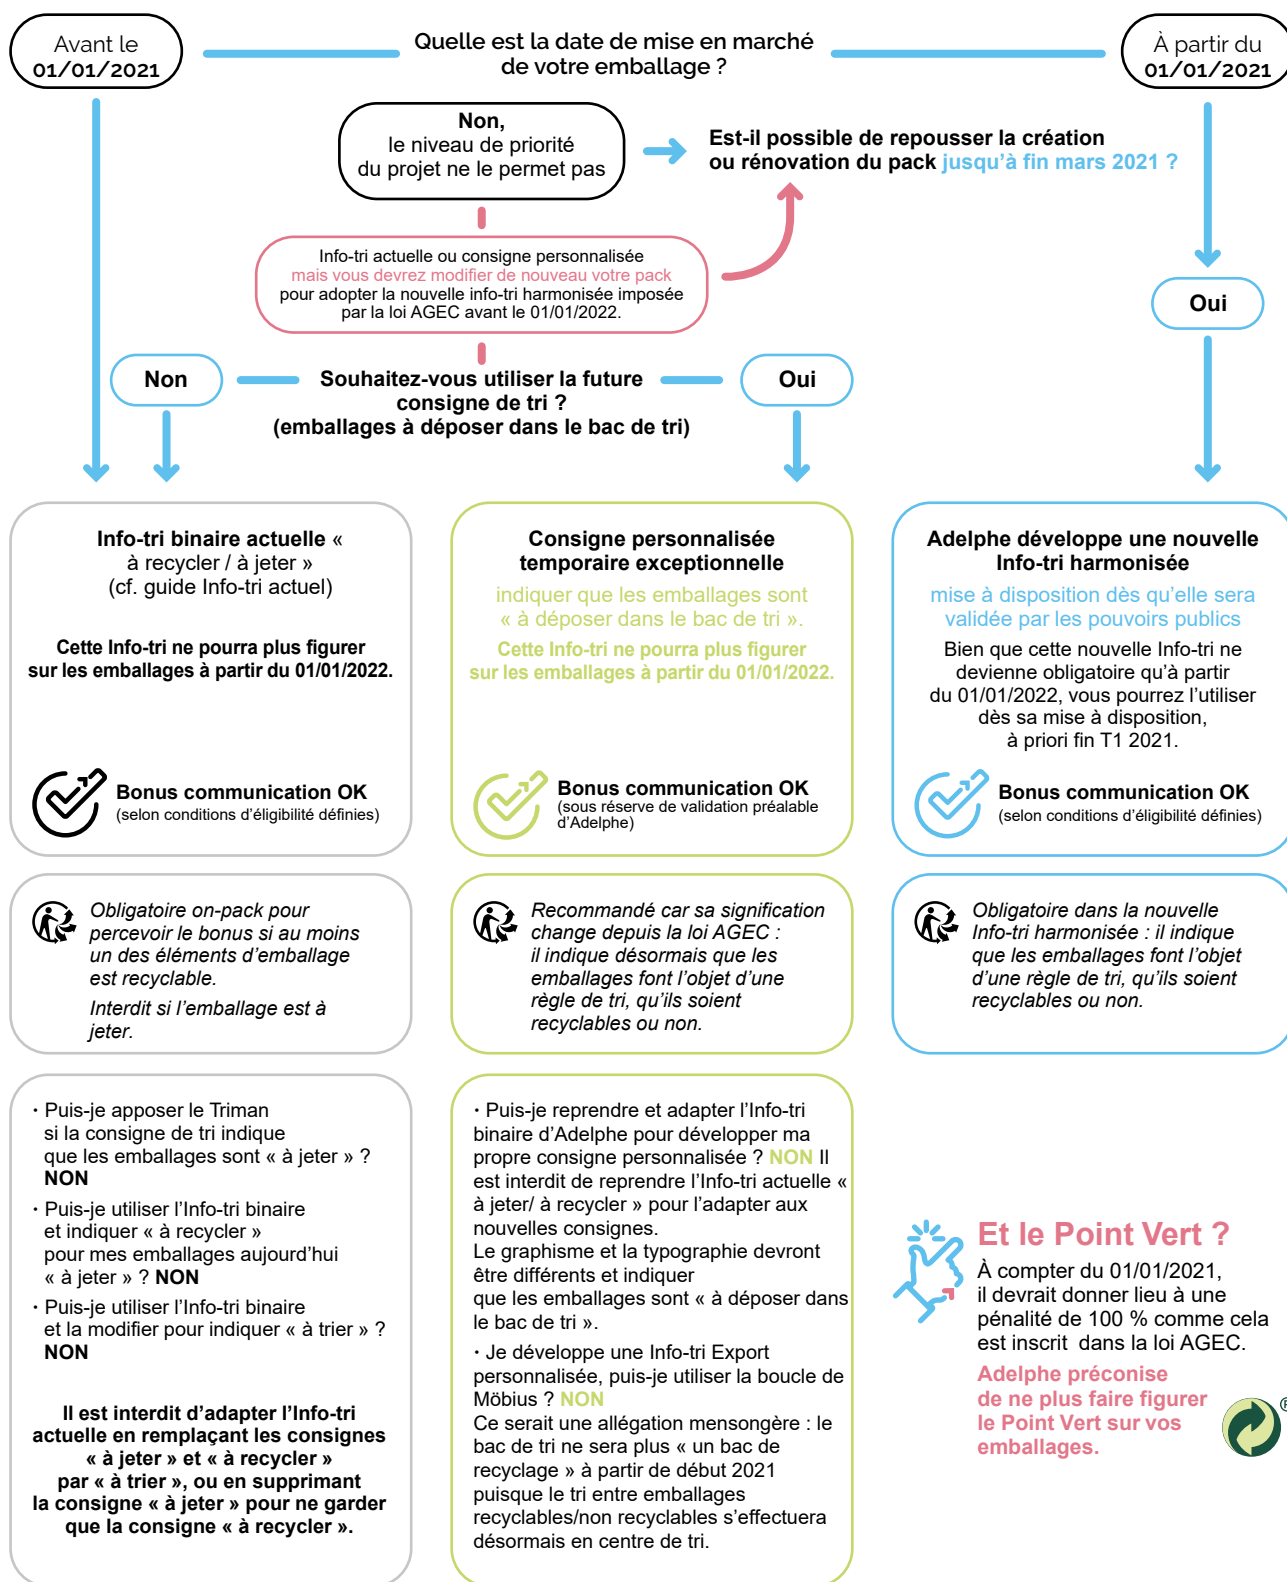 Avant le
01/01/2021
Quelle est la date de mise en marché
de votre emballage ?
À partir du
01/01/2021
Non,
le niveau de priorité
du projet ne le permet pas
Est-il possible de repousser la création
ou rénovation du pack jusqu'à fin mars 2021 ?
Info-tri actuelle ou consigne personnalisée
mais vous devrez modifier de nouveau votre pack
pour adopter la nouvelle info-tri harmonisée imposée
par la loi AGEC avant le 01/01/2022.
Oui
Non
Souhaitez-vous utiliser la future
consigne de tri ?
(emballages à déposer dans le bac de tri)
Oui
Info-tri binaire actuelle «
à recycler / à jeter »
(cf. guide Info-tri actuel)
Cette Info-tri ne pourra plus figurer
sur les emballages à partir du 01/01/2022.
Bonus communication OK
(selon conditions d'éligibilité définies)
Consigne personnalisée
temporaire exceptionnelle
indiquer que les emballages sont
« à déposer dans le bac de tri ».
Cette Info-tri ne pourra plus figurer
sur les emballages à partir du 01/01/2022.
Bonus communication OK
(sous réserve de validation préalable
d'Adelphe)
Adelphe développe une nouvelle
Info-tri harmonisée
mise à disposition dès qu'elle sera
validée par les pouvoirs publics
Bien que cette nouvelle Info-tri ne
devienne obligatoire qu'à partir
du 01/01/2022, vous pourrez l'utiliser
dès sa mise à disposition,
à priori fin T1 2021.
Bonus communication OK
(selon conditions d'éligibilité définies)
Obligatoire on-pack pour
percevoir le bonus si au moins
un des éléments d'emballage
est recyclable.
Interdit si l'emballage est à
jeter.
Recommandé car sa signification
change depuis la loi AGEC :
il indique désormais que les
emballages font l'objet d'une
règle de tri, qu'ils soient
recyclables ou non.
Obligatoire dans la nouvelle
Info-tri harmonisée : il indique
que les emballages font l'objet
d'une règle de tri, qu'ils soient
recyclables ou non.
· Puis-je apposer le Triman
si la consigne de tri indique
que les emballages sont « à jeter » ?
NON
· Puis-je utiliser l'Info-tri binaire
et indiquer « à recycler »
pour mes emballages aujourd'hui
« à jeter » ? NON
· Puis-je utiliser l'Info-tri binaire
et la modifier pour indiquer « à trier » ?
NON
Il est interdit d'adapter l'Info-tri
actuelle en remplaçant les consignes
« à jeter » et « à recycler »
par « à trier », ou en supprimant
la consigne « à jeter » pour ne garder
que la consigne « à recycler ».
· Puis-je reprendre et adapter l'Info-tri
binaire d'Adelphe pour développer ma
propre consigne personnalisée ? NON Il
est interdit de reprendre l'Info-tri actuelle «
à jeter/ à recycler » pour l'adapter aux
nouvelles consignes.
Le graphisme et la typographie devront
être différents et indiquer
que les emballages sont « à déposer dans
le bac de tri ».
· Je développe une Info-tri Export
personnalisée, puis-je utiliser la boucle de
Möbius ? NON
Ce serait une allégation mensongère : le
bac de tri ne sera plus « un bac de
recyclage » à partir de début 2021
puisque le tri entre emballages
recyclables/non recyclables s'effectuera
désormais en centre de tri.
Et le Point Vert ?
À compter du 01/01/2021,
il devrait donner lieu à une
pénalité de 100 % comme cela
est inscrit dans la loi AGEC.
Adelphe préconise
de ne plus faire figurer
le Point Vert sur vos
emballages.
®